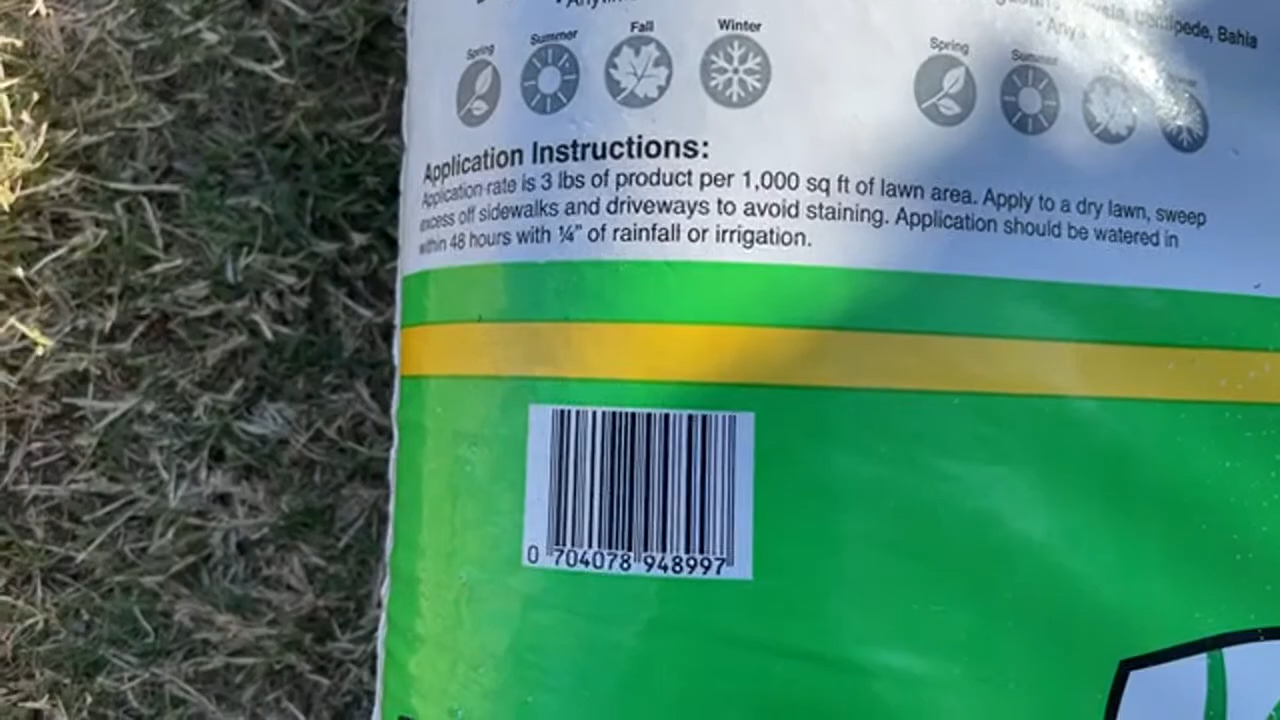 Fall
Winter
Summer
Spring
Spring
Summer
Centipede, Bahia
Application Instructions:
Application rate is 3 lbs of product per 1,000 sq ft of lawn area. Apply to a dry lawn, sweep
excess off sidewalks and driveways to avoid staining. Application should be watered in
within 48 hours with ¼" of rainfall or irrigation.
0 704078 948997